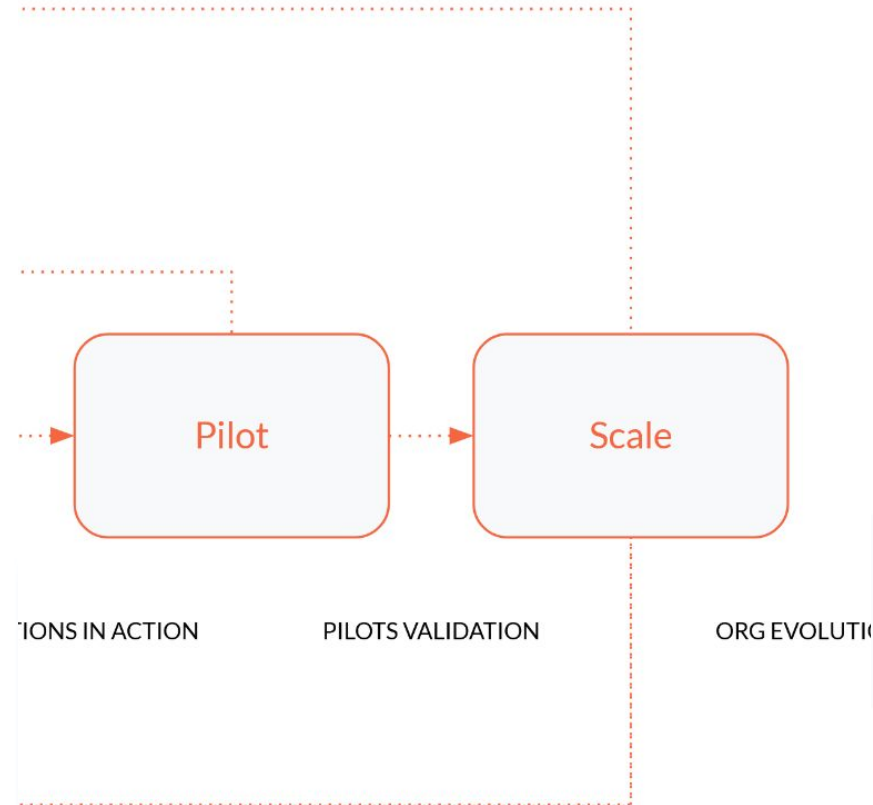 Pilot
Scale
TIONS IN ACTION
PILOTS VALIDATION
ORG EVOLUTI